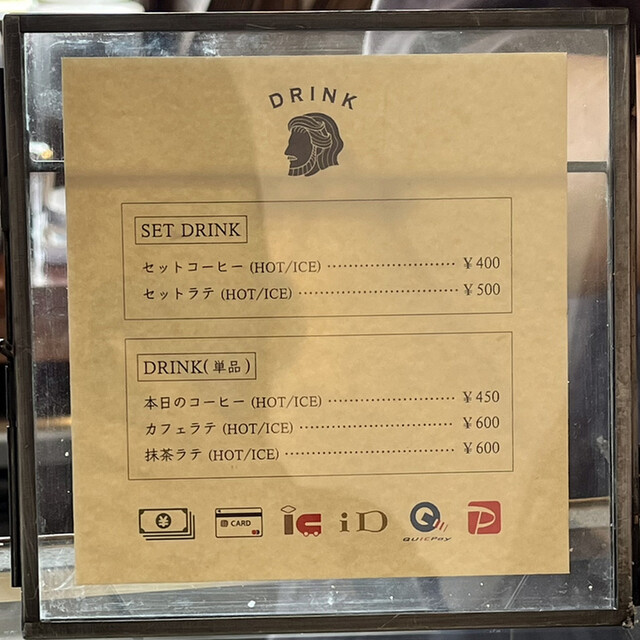 DRINK
SET DRINK
セットコーヒー (HOT/ICE) ························ ￥400
セットラテ (HOT/ICE) ······························ ￥500
DRINK(単品)
本日のコーヒー (HOT/ICE) ························ ￥450
カフェラテ (HOT/ICE) ····························· ￥600
抹茶ラテ (HOT/ICE) ································ ￥600
￥ CARD iC iD QUICPay P